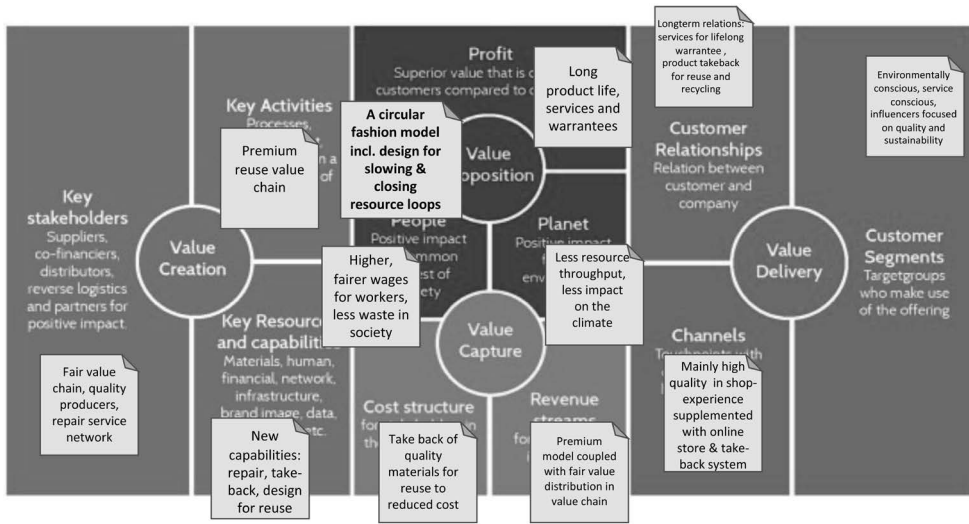 Key
stakeholders
Suppliers,
co-financiers,
distributors,
reverse logistics
and partners for
positive impact.
Fair value
chain, quality
producers,
repair service
network
Value
Creation
Key Activities
Processes,
Premium
reuse value
chain
Key Resources
and capabilities
Materials, human,
financial, network,
infrastructure,
brand image, data,
etc.
New
capabilities:
repair, take-
back, design
for reuse
Profit
Superior value that is
customers compared to
Long
product life,
services and
warrantees
A circular
fashion model
incl. design for
slowing &
closing
resource loops
Value
People
Positive impact
Higher,
fairer wages
for workers,
less waste in
society
Planet
Positive impact
Less resource
throughput,
less impact
on the
climate
Value
Capture
Cost structure
Take back of
quality
materials for
reuse to
reduced cost
Revenue
streams
Premium
model coupled
with fair value
distribution in
value chain
Longterm relations:
services for lifelong
warrantee ,
product takeback
for reuse and
recycling
Customer
Relationships
Relation between
customer and
company
Value
Delivery
Channels
Touchpoints with
Mainly high
quality in shop-
experience
supplemented
with online
store & take-
back system
Environmentally
conscious, service
conscious,
influencers focused
on quality and
sustainability
Customer
Segments
Targetgroups
who make use
of the offering